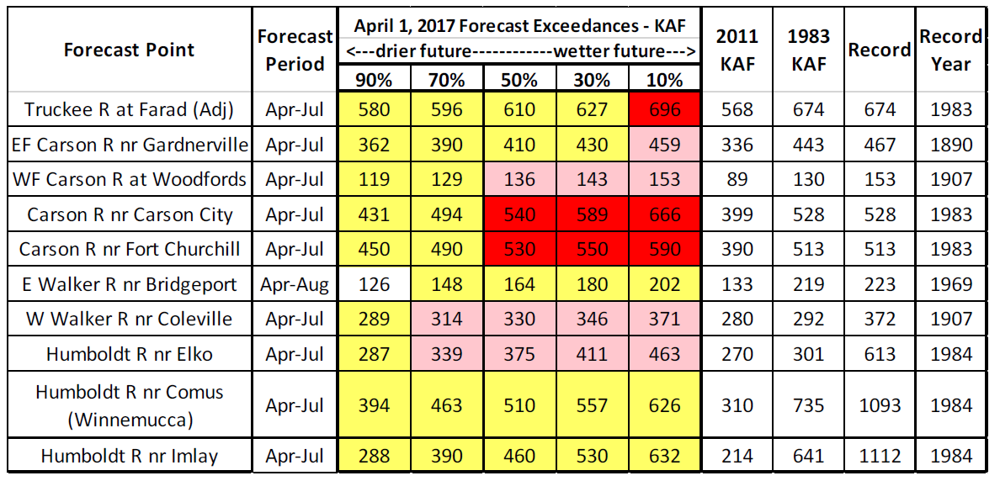 Forecast Point Forecast Period April 1, 2017 Forecast Exceedances - KAF 2011 KAF 1983 KAF Record Record Year
<---drier future------------wetter future--->
90% 70% 50% 30% 10%
Truckee R at Farad (Adj) Apr-Jul 580 596 610 627 696 568 674 674 1983
EF Carson R nr Gardnerville Apr-Jul 362 390 410 430 459 336 443 467 1890
WF Carson R at Woodfords Apr-Jul 119 129 136 143 153 89 130 153 1907
Carson R nr Carson City Apr-Jul 431 494 540 589 666 399 528 528 1983
Carson R nr Fort Churchill Apr-Jul 450 490 530 550 590 390 513 513 1983
E Walker R nr Bridgeport Apr-Aug 126 148 164 180 202 133 219 223 1969
W Walker R nr Coleville Apr-Jul 289 314 330 346 371 280 292 372 1907
Humboldt R nr Elko Apr-Jul 287 339 375 411 463 270 301 613 1984
Humboldt R nr Comus
(Winnemucca) Apr-Jul 394 463 510 557 626 310 735 1093 1984
Humboldt R nr Imlay Apr-Jul 288 390 460 530 632 214 641 1112 1984